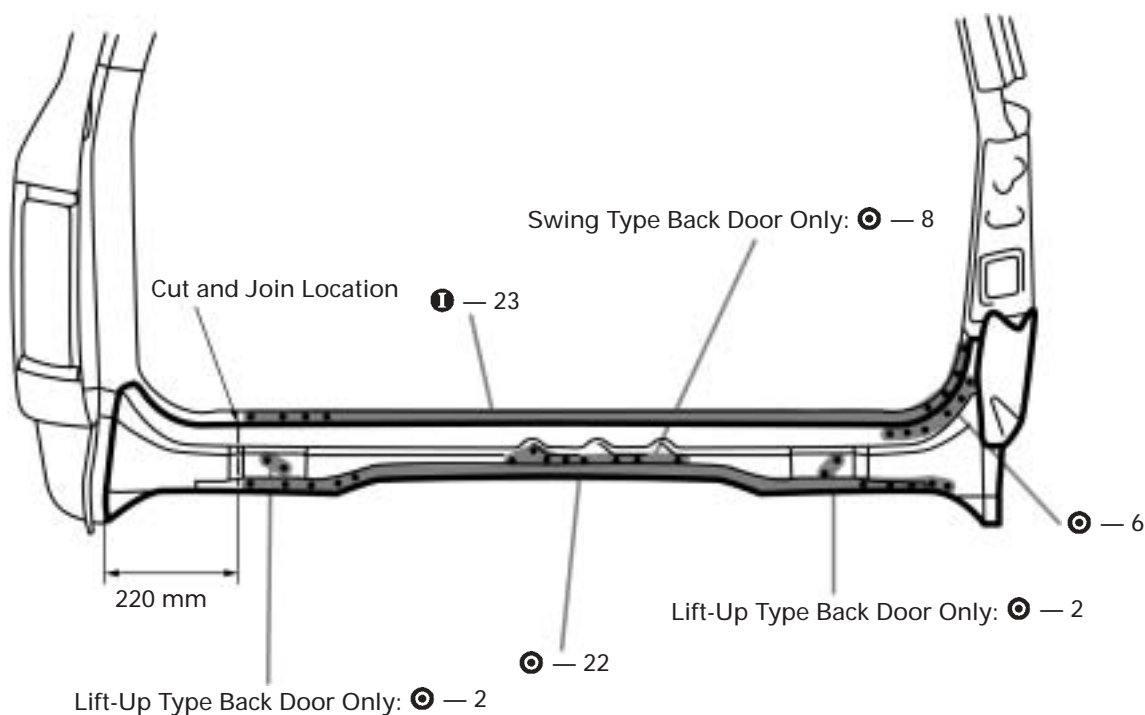 Swing Type Back Door Only: ◉ — 8
Cut and Join Location
I — 23
◉ — 6
220 mm
Lift-Up Type Back Door Only: ◉ — 2
◉ — 22
Lift-Up Type Back Door Only: ◉ — 2